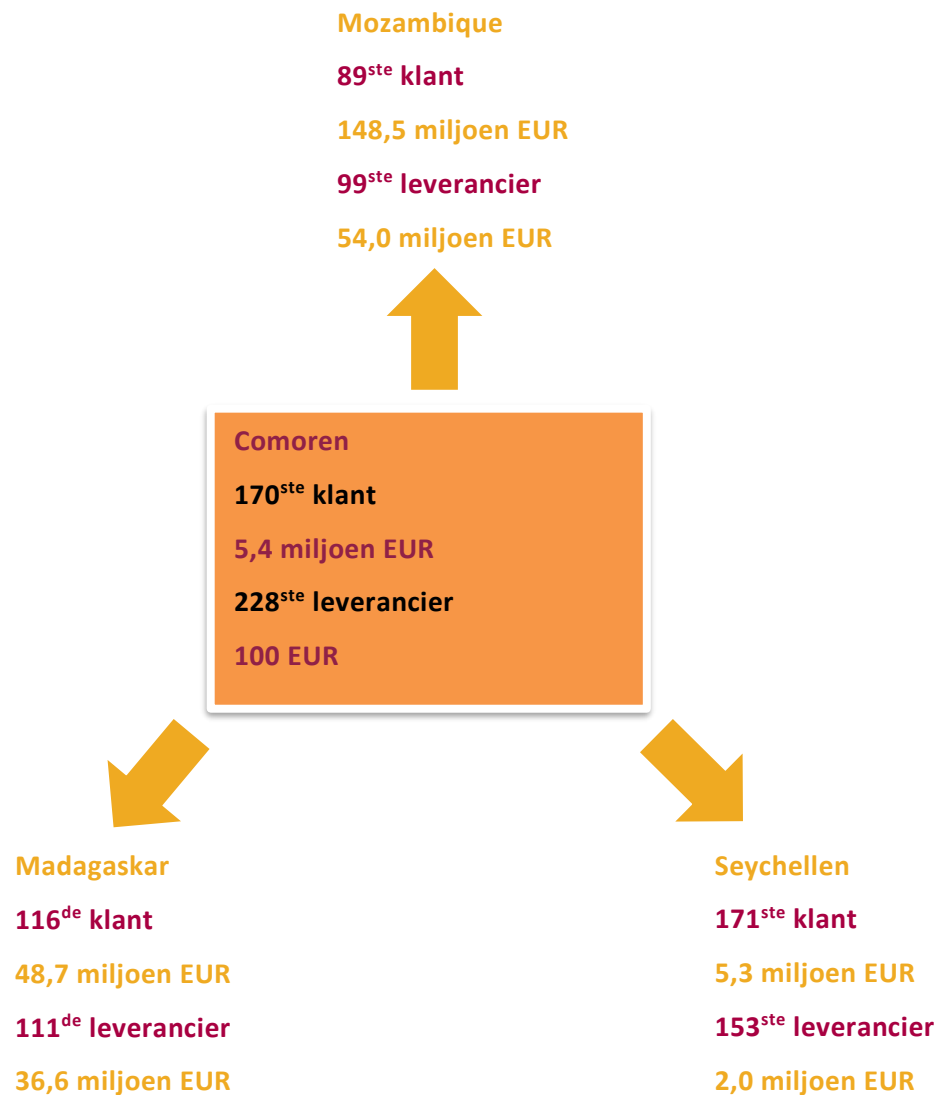 Mozambique
89ste klant
148,5 miljoen EUR
99ste leverancier
54,0 miljoen EUR
Comoren
170ste klant
5,4 miljoen EUR
228ste leverancier
100 EUR
Madagaskar
116de klant
48,7 miljoen EUR
111de leverancier
36,6 miljoen EUR
Seychellen
171ste klant
5,3 miljoen EUR
153ste leverancier
2,0 miljoen EUR